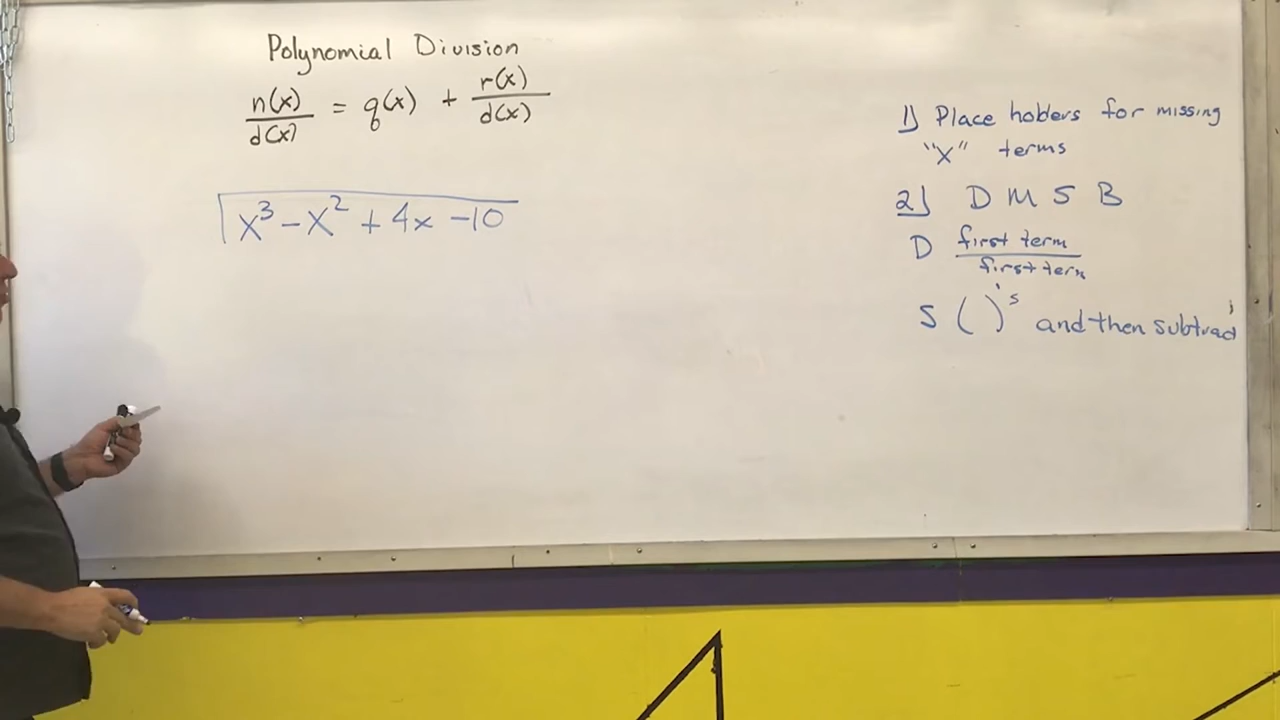 Polynomial Division
n(x)/d(x) = q(x) + r(x)/d(x)
x³ - x² + 4x - 10
1) Place holders for missing
"X" terms
2) D M S B
D first term
first term
S ( )'s and then subtract